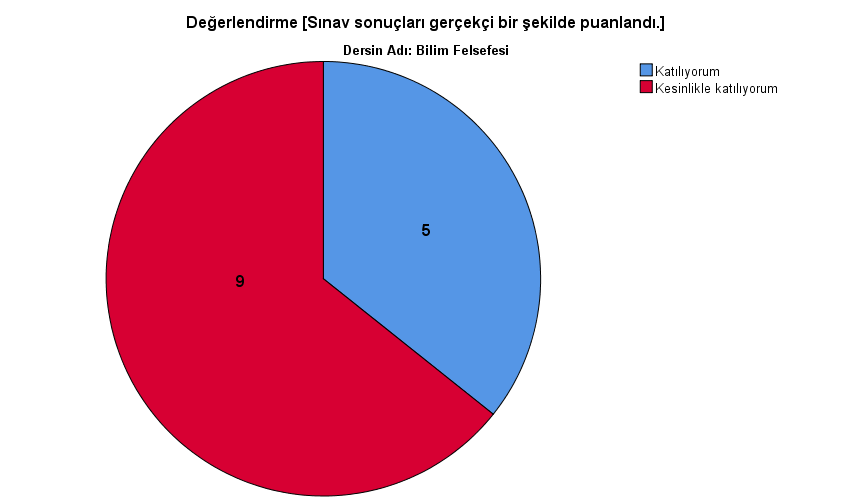 Değerlendirme [Sınav sonuçları gerçekçi bir şekilde puanlandı.]
Dersin Adı: Bilim Felsefesi
Katılıyorum
Kesinlikle katılıyorum
5
9